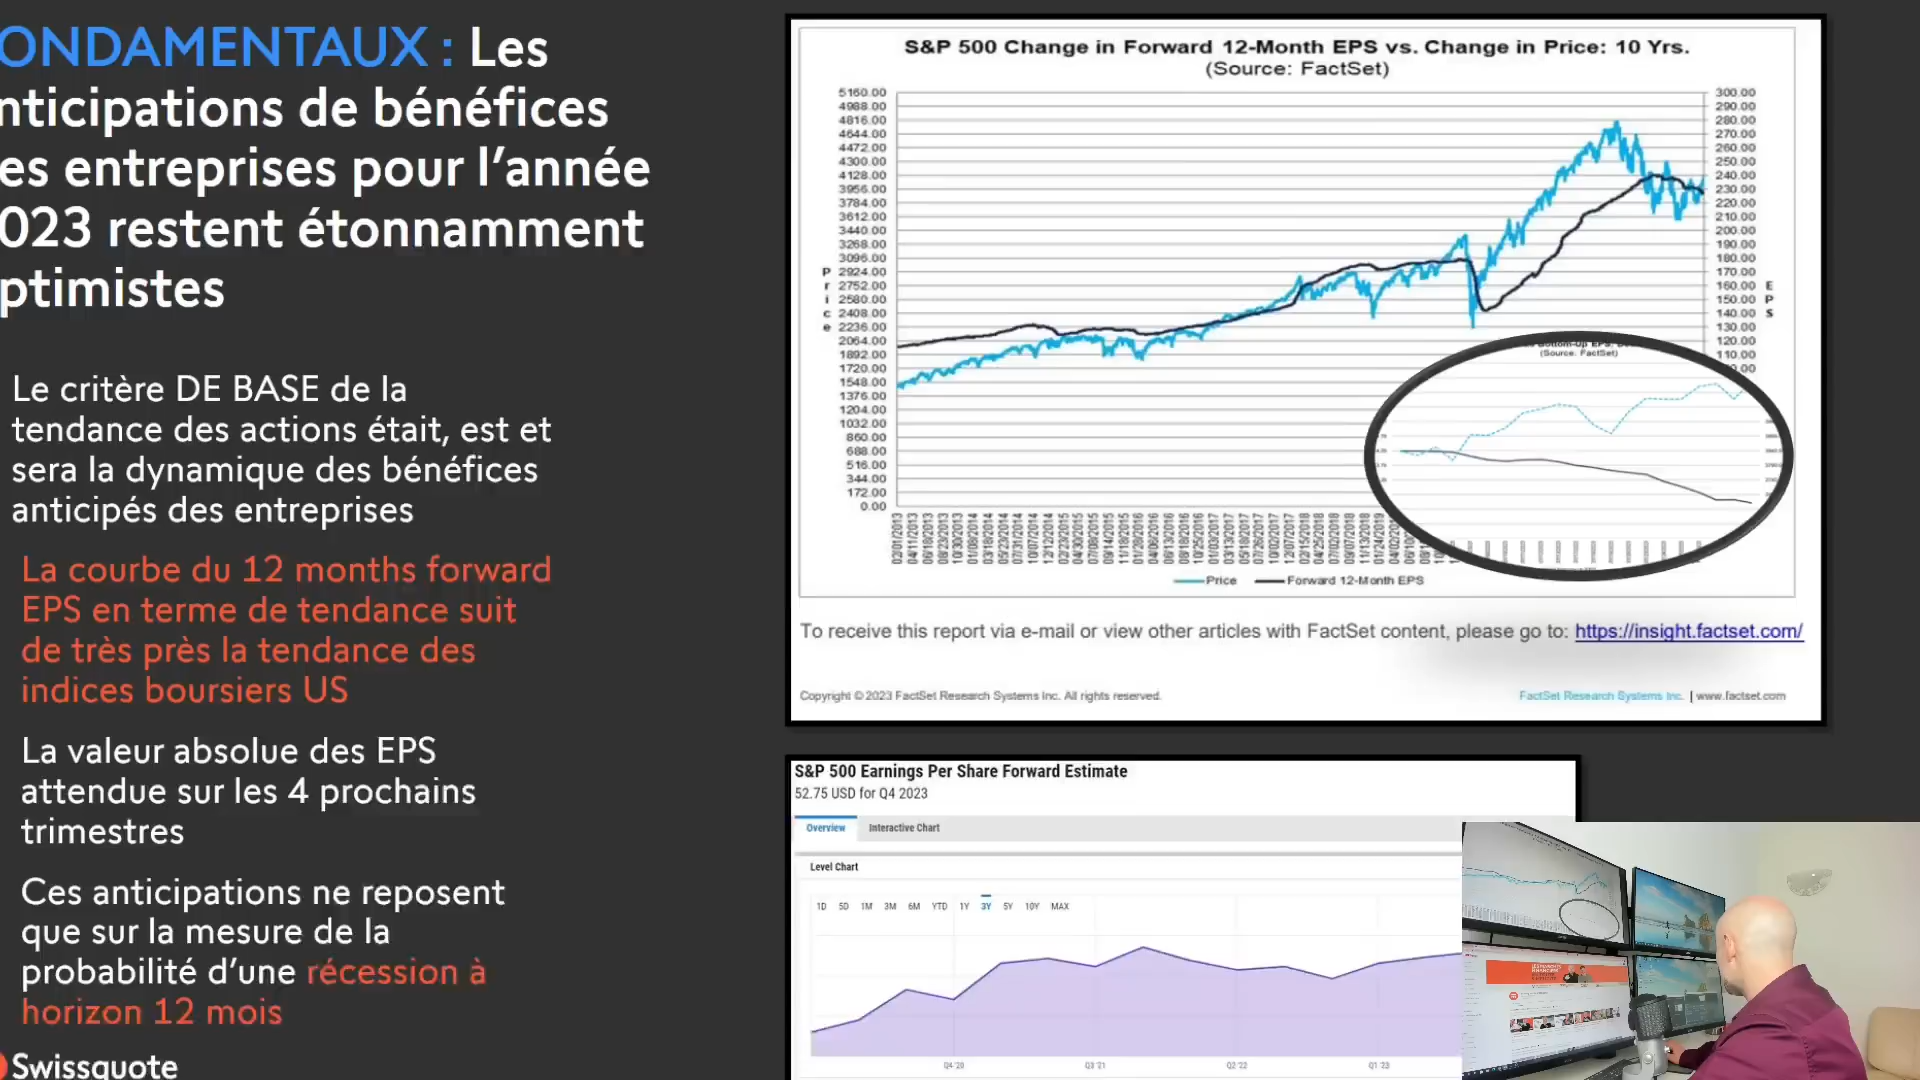 ONDAMENTAUX : Les
nticipations de bénéfices
es entreprises pour l’année
023 restent étonnamment
ptimistes
Le critère DE BASE de la
tendance des actions était, est et
sera la dynamique des bénéfices
anticipés des entreprises
La courbe du 12 months forward
EPS en terme de tendance suit
de très près la tendance des
indices boursiers US
La valeur absolue des EPS
attendue sur les 4 prochains
trimestres
Ces anticipations ne reposent
que sur la mesure de la
probabilité d’une récession à
horizon 12 mois
Swissquote
S&P 500 Change in Forward 12-Month EPS vs. Change in Price: 10 Yrs.
(Source: FactSet)
5160.00
4988.00
4816.00
4644.00
4472.00
4300.00
4128.00
3956.00
3784.00
3612.00
3440.00
3268.00
3096.00
2924.00
2752.00
2580.00
2408.00
2236.00
2064.00
1892.00
1720.00
1548.00
1376.00
1204.00
1032.00
860.00
688.00
516.00
344.00
172.00
0.00
Price
300.00
290.00
280.00
270.00
260.00
250.00
240.00
230.00
220.00
210.00
200.00
190.00
180.00
170.00
160.00
150.00
140.00
130.00
120.00
110.00
EPS
(Source: FactSet)
Price
Forward 12-Month EPS
To receive this report via e-mail or view other articles with FactSet content, please go to: https://insight.factset.com/
Copyright © 2023 FactSet Research Systems Inc. All rights reserved.
FactSet Research Systems Inc. | www.factset.com
S&P 500 Earnings Per Share Forward Estimate
52.75 USD for Q4 2023
Overview Interactive Chart
Level Chart
1D 5D 1M 3M 6M YTD 1Y 3Y 5Y 10Y MAX
Q4 '20 Q3 '21 Q2 '22 Q1 '23